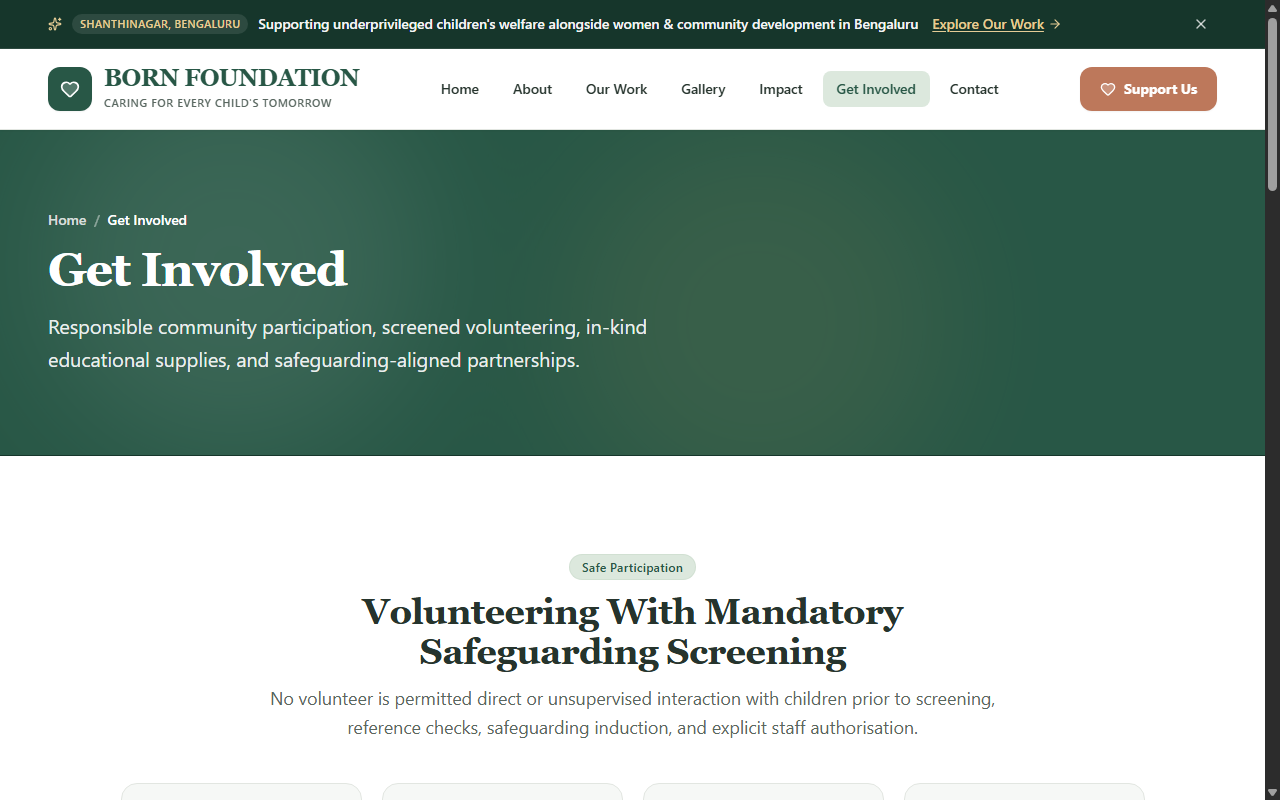 SHANTHINAGAR, BENGALURU Supporting underprivileged children's welfare alongside women & community development in Bengaluru Explore Our Work →
BORN FOUNDATION
CARING FOR EVERY CHILD'S TOMORROW
Home About Our Work Gallery Impact Get Involved Contact Support Us
Home / Get Involved
Get Involved
Responsible community participation, screened volunteering, in-kind
educational supplies, and safeguarding-aligned partnerships.
Safe Participation
Volunteering With Mandatory
Safeguarding Screening
No volunteer is permitted direct or unsupervised interaction with children prior to screening,
reference checks, safeguarding induction, and explicit staff authorisation.